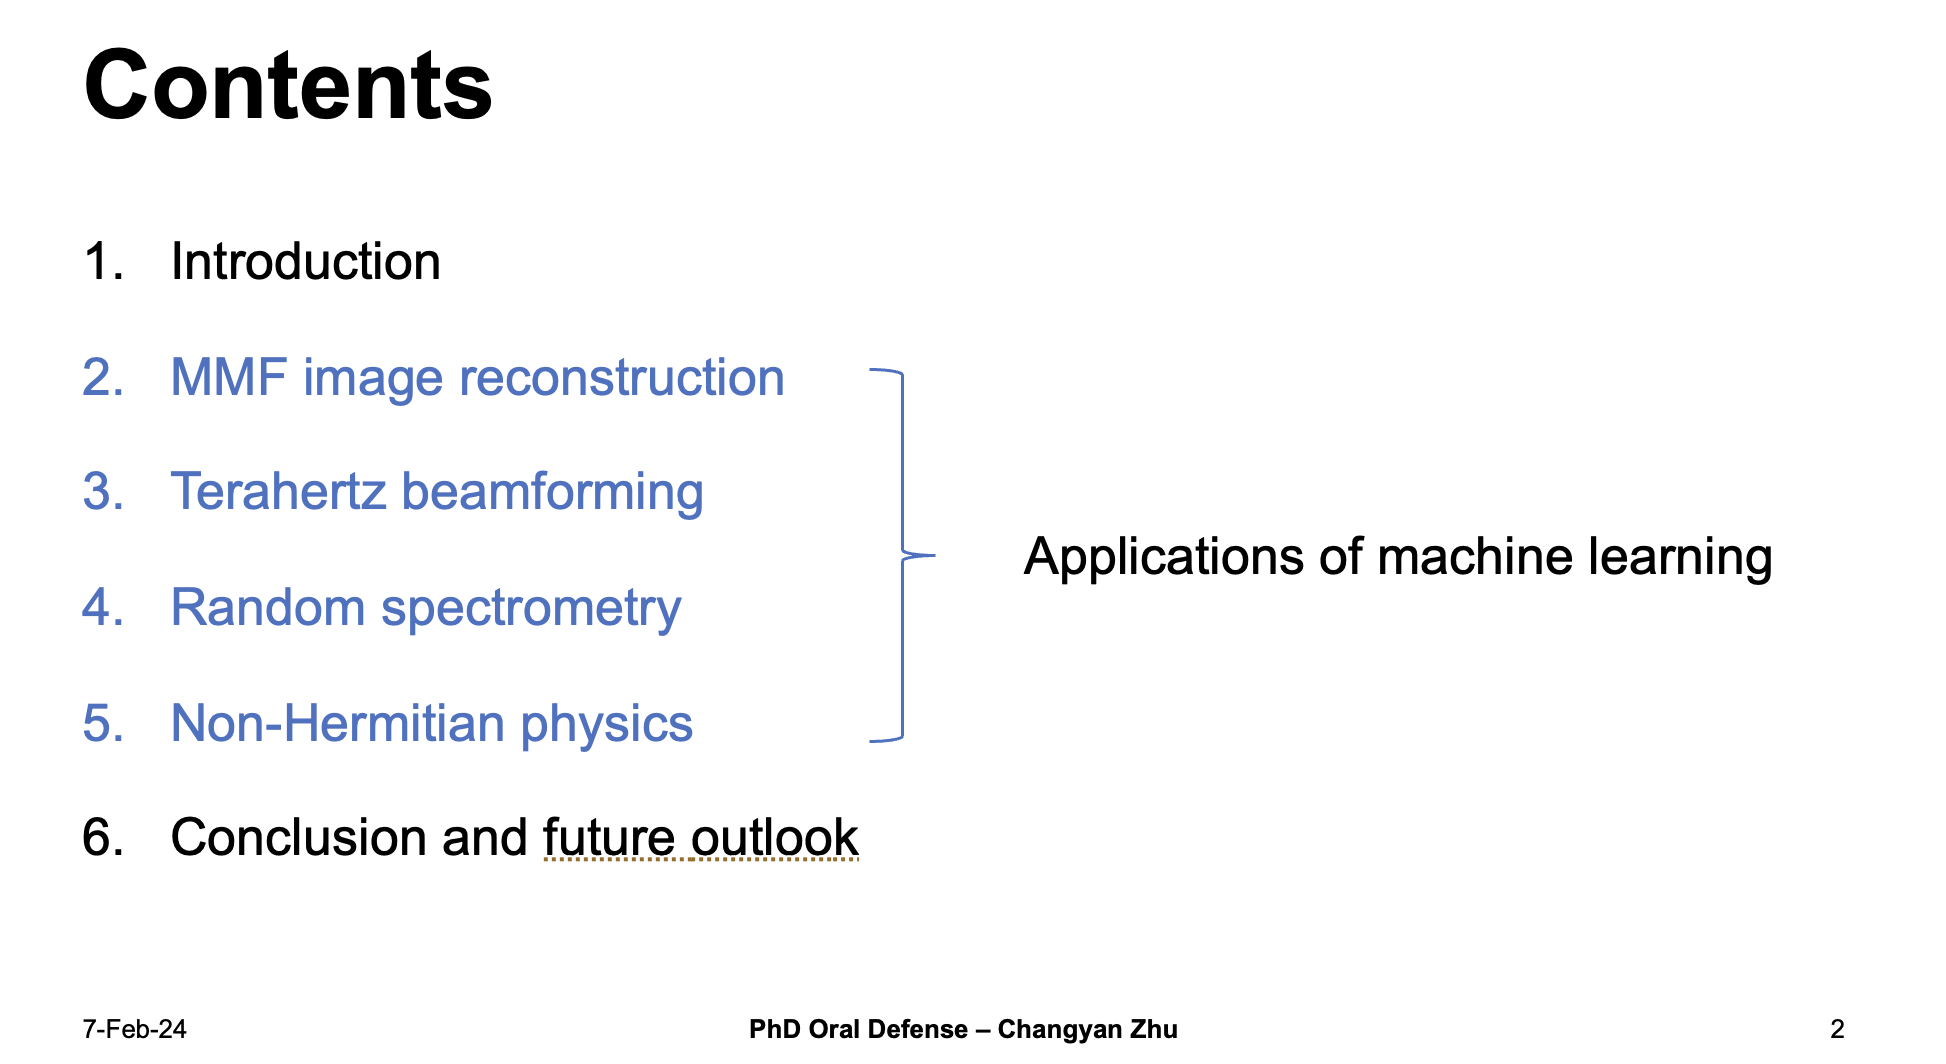 Contents
1. Introduction
2. MMF image reconstruction
3. Terahertz beamforming
4. Random spectrometry
5. Non-Hermitian physics
Applications of machine learning
6. Conclusion and future outlook
7-Feb-24
PhD Oral Defense – Changyan Zhu
2